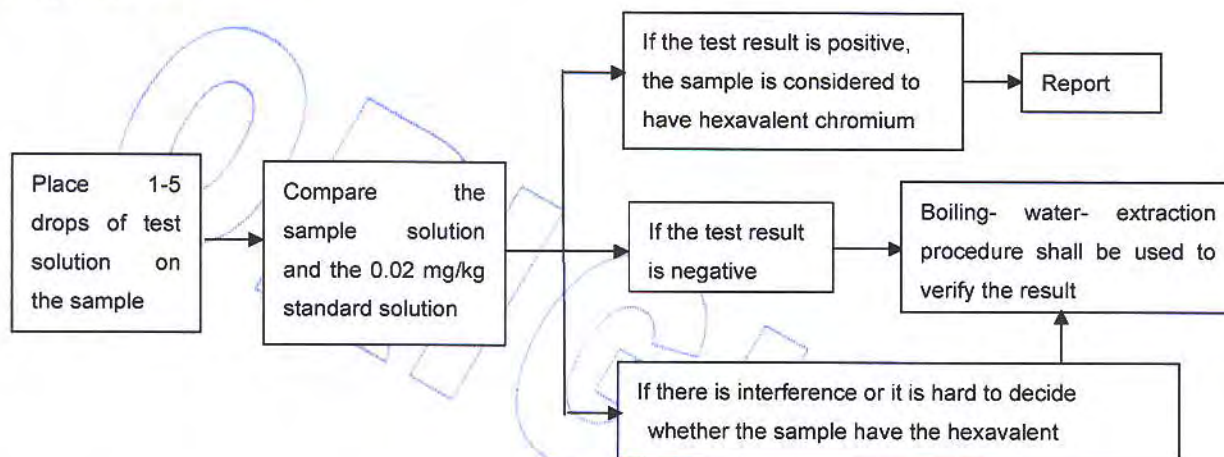 Place 1-5
drops of test
solution on
the sample
Compare the
sample solution
and the 0.02 mg/kg
standard solution
If the test result is positive,
the sample is considered to
have hexavalent chromium
Report
If the test result
is negative
Boiling- water- extraction
procedure shall be used to
verify the result
If there is interference or it is hard to decide
whether the sample have the hexavalent